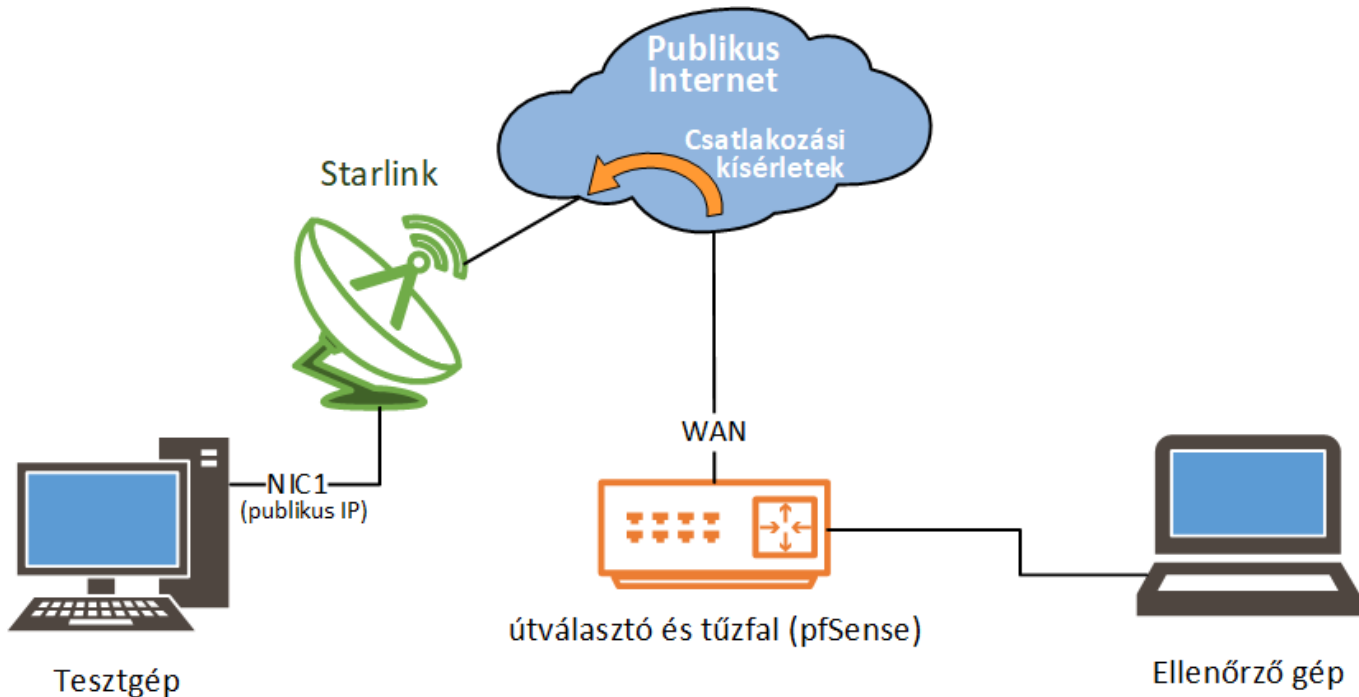 Publikus
Internet
Csatlakozási
kísérletek
Starlink
WAN
NIC1
(publikus IP)
útválasztó és tűzfal (pfSense)
Tesztgép
Ellenőrző gép